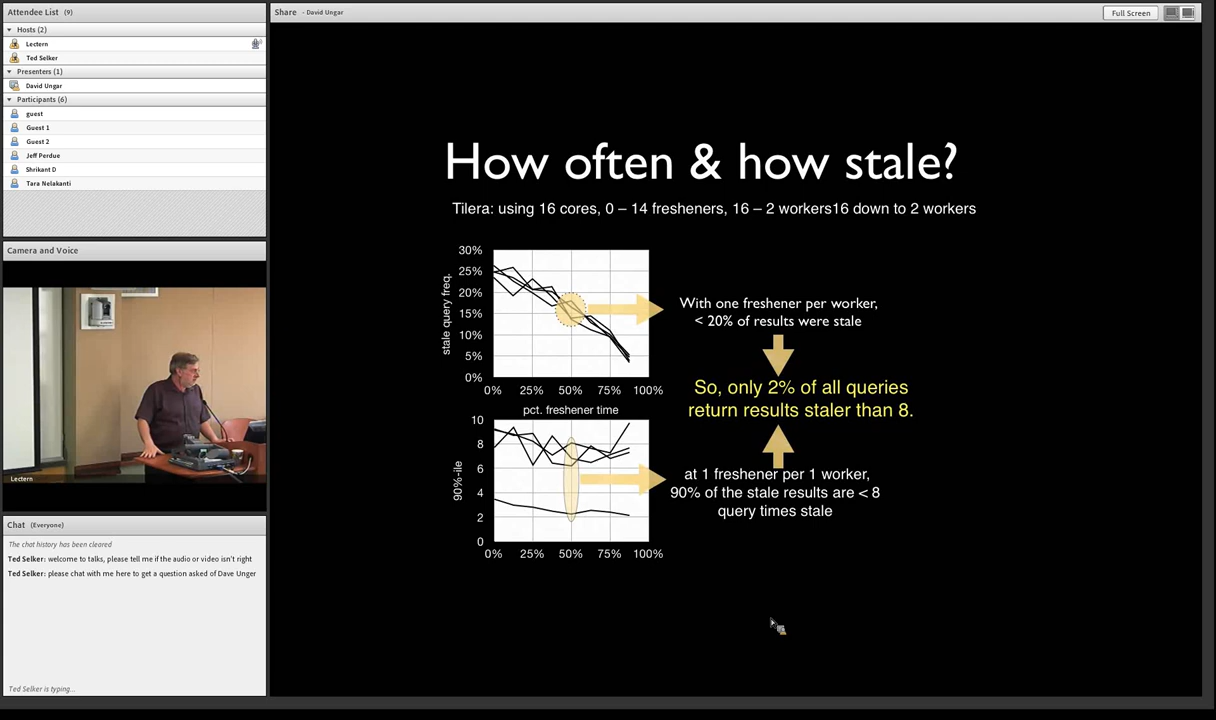 Attendee List (9)
Hosts (2)
Lectern
Ted Selker
Presenters (1)
David Ungar
Participants (6)
guest
Guest 1
Guest 2
Jeff Perdue
Shrikant D
Tara Nelakanti
Camera and Voice
Lectern
Chat (Everyone)
The chat history has been cleared
Ted Selker: welcome to talks, please tell me if the audio or video isn't right
Ted Selker: please chat with me here to get a question asked of Dave Unger
Ted Selker is typing...
Share - David Ungar
Full Screen
How often & how stale?
Tilera: using 16 cores, 0 – 14 fresheners, 16 – 2 workers16 down to 2 workers
stale query freq.
30%
25%
20%
15%
10%
5%
0%
0% 25% 50% 75% 100%
pct. freshener time
90%-ile
10
8
6
4
2
0
0% 25% 50% 75% 100%
With one freshener per worker,
< 20% of results were stale
So, only 2% of all queries
return results staler than 8.
at 1 freshener per 1 worker,
90% of the stale results are < 8
query times stale